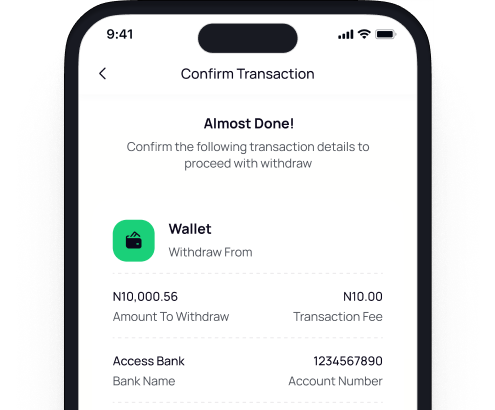 9:41
Confirm Transaction
Almost Done!
Confirm the following transaction details to
proceed with withdraw
Wallet
Withdraw From
N10,000.56 N10.00
Amount To Withdraw Transaction Fee
Access Bank 1234567890
Bank Name Account Number